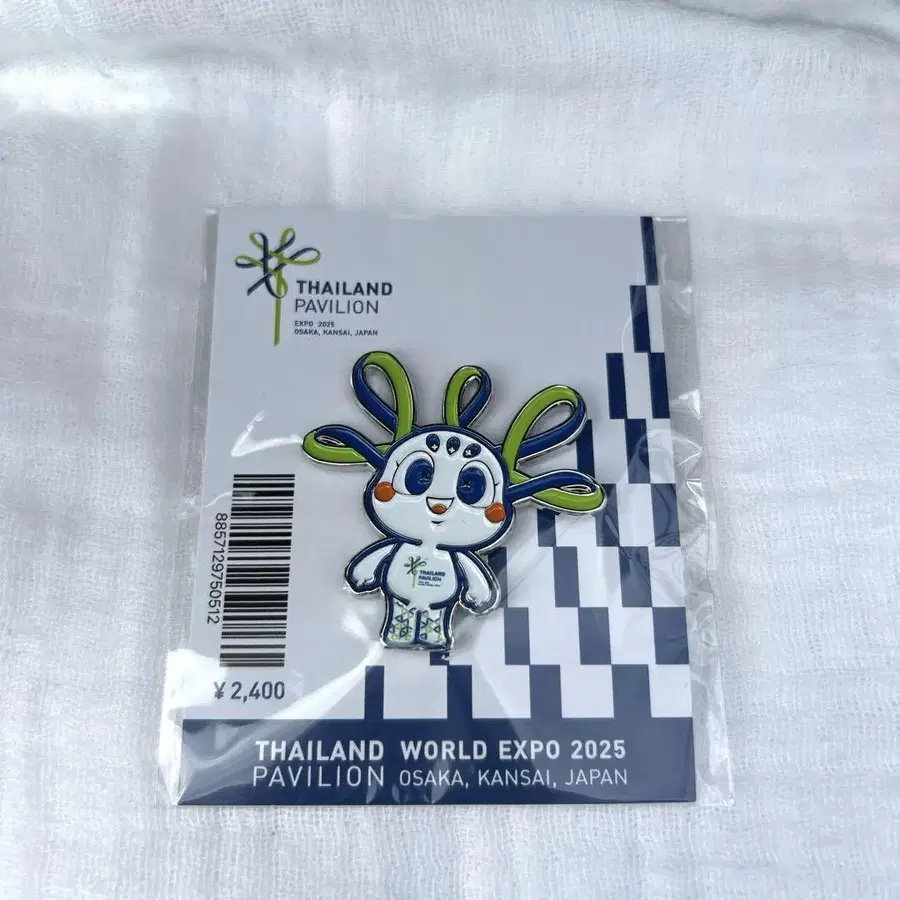 THAILAND
PAVILION
EXPO 2025
OSAKA, KANSAI, JAPAN
THAILAND
PAVILION
8857129750512
¥ 2,400
THAILAND WORLD EXPO 2025
PAVILION OSAKA, KANSAI, JAPAN